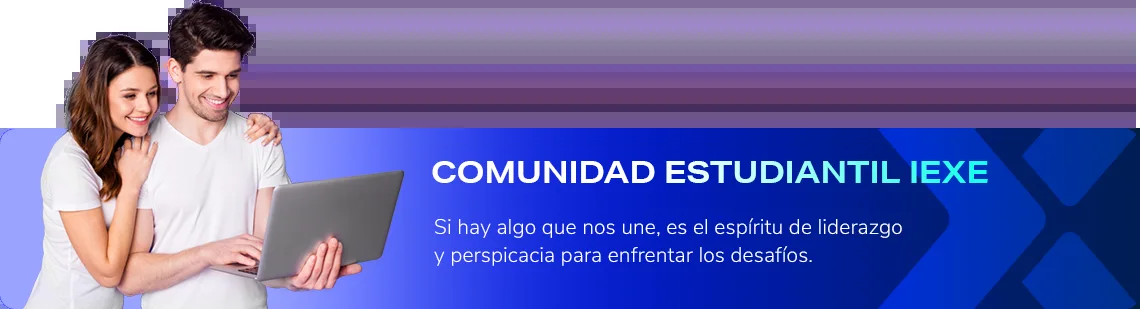 COMUNIDAD ESTUDIANTIL IEXE
Si hay algo que nos une, es el espíritu de liderazgo
y perspicacia para enfrentar los desafíos.